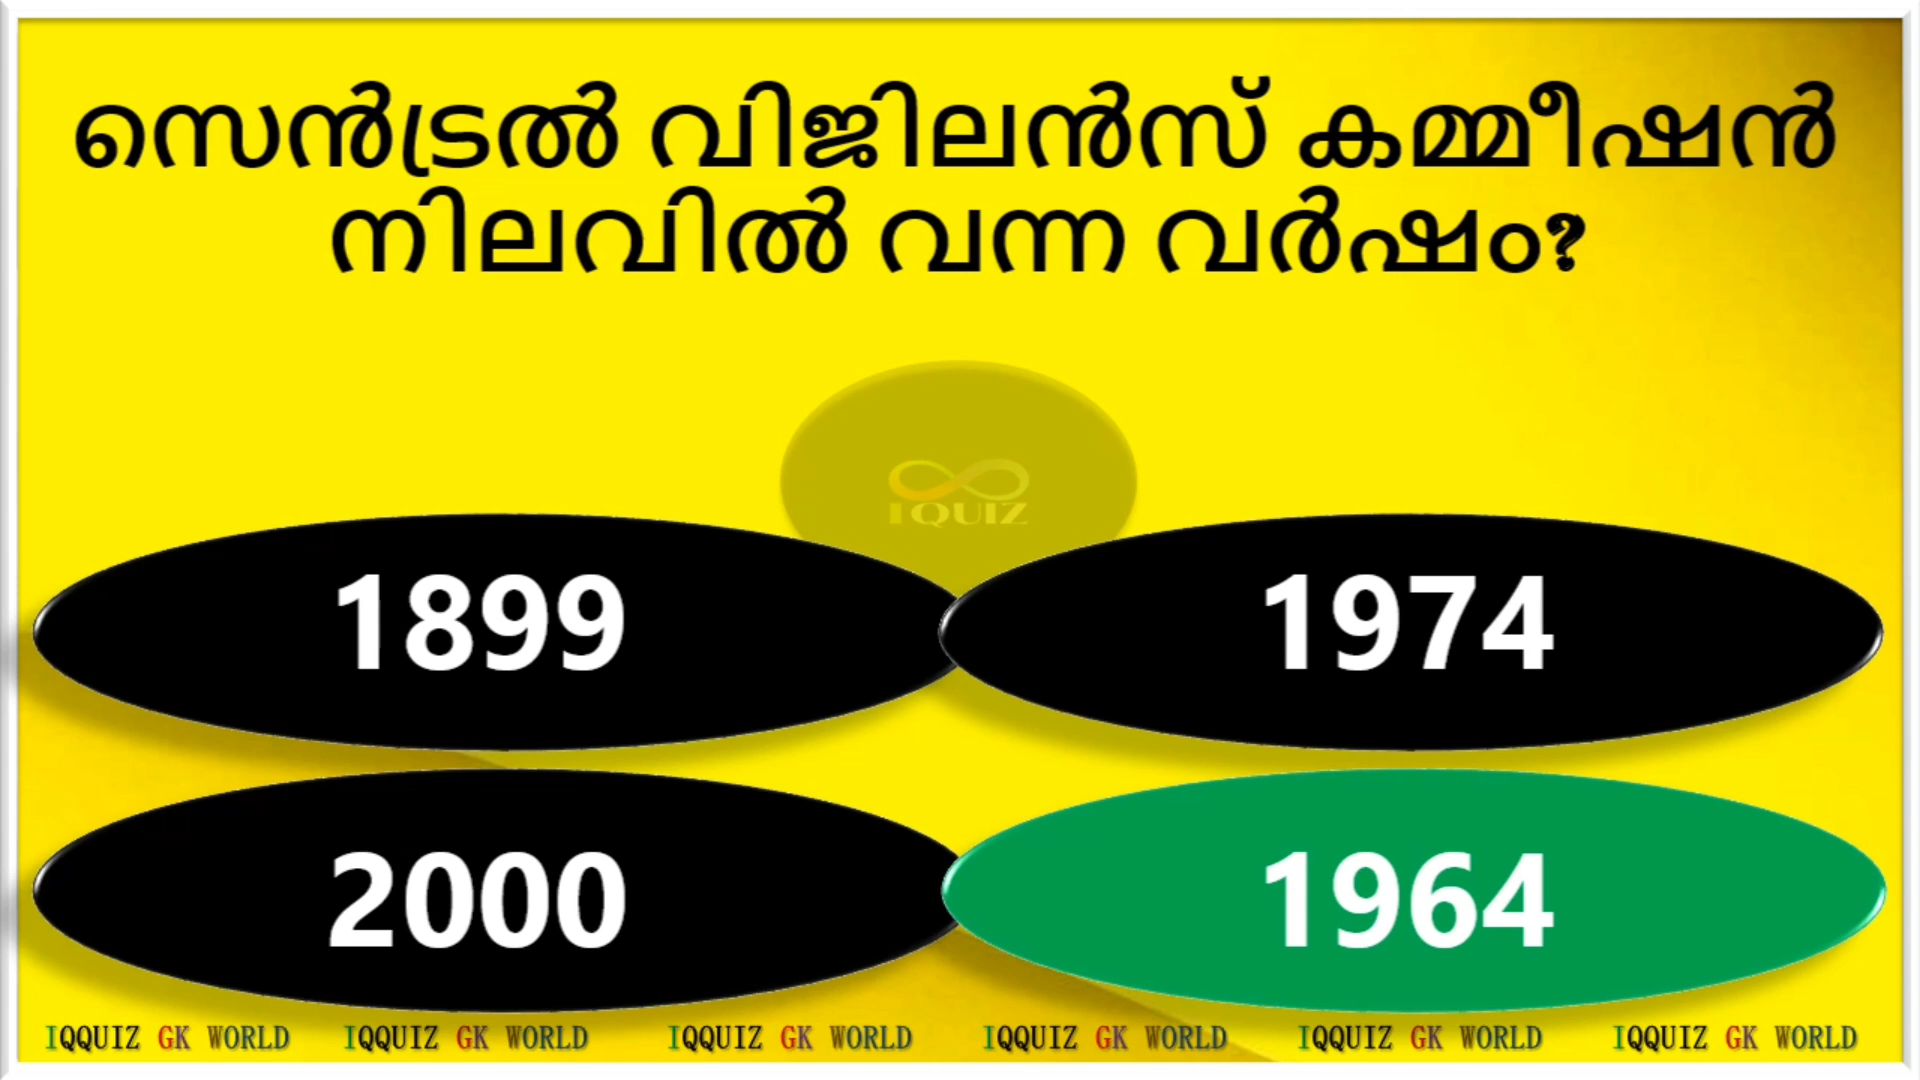 സെൻട്രൽ വിജിലൻസ് കമ്മീഷൻ
നിലവിൽ വന്ന വർഷം?
IQUIZ
1899
1974
2000
1964
IQQUIZ GK WORLD IQQUIZ GK WORLD IQQUIZ GK WORLD IQQUIZ GK WORLD IQQUIZ GK WORLD IQQUIZ GK WORLD